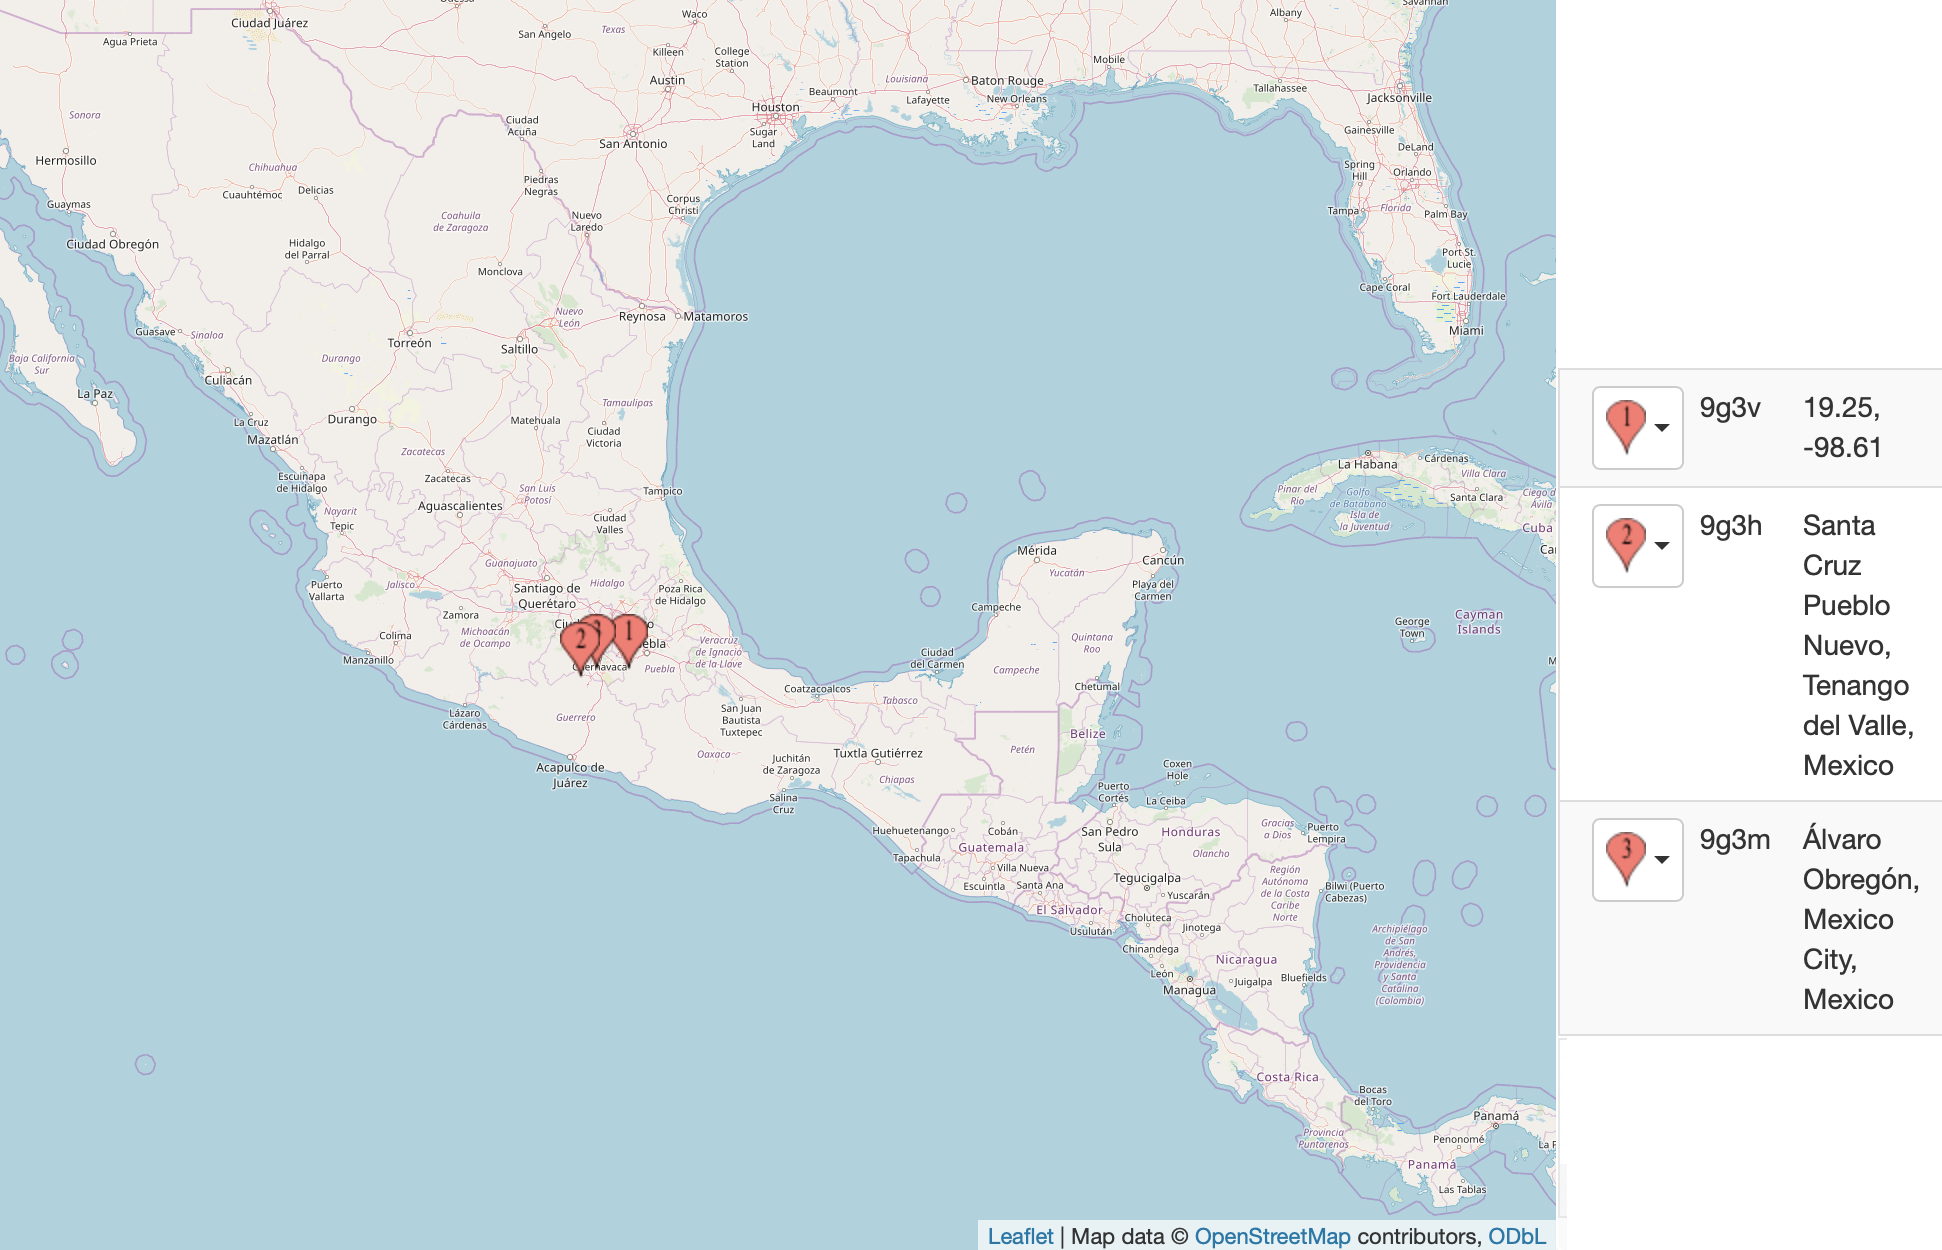 Odessa
Waco
Albany
Savannah
Ciudad Juárez
Agua Prieta
San Angelo
Texas
Killeen
College
Station
Mobile
Austin
Louisiana
Baton Rouge
Tallahassee
Beaumont
Lafayette
New Orleans
Jacksonville
Houston
Sonora
Ciudad
Acuña
Sugar
Land
San Antonio
Gainesville
Hermosillo
DeLand
Chihuahua
Spring
Hill
Orlando
Cuauhtémoc
Delicias
Piedras
Negras
Guaymas
Corpus
Christi
Tampa
Florida
Palm Bay
Coahuila
de Zaragoza
Nuevo
Laredo
Ciudad Obregón
Hidalgo
del Parral
Port St.
Lucie
Monclova
Cape Coral
Fort Lauderdale
Reynosa
Matamoros
Nuevo
León
Guasave
Sinaloa
Miami
Torreón
Saltillo
Baja California
Sur
Durango
Culiacán
La Paz
Tamaulipas
La Cruz
Durango
Matehuala
Mazatlán
Ciudad
Victoria
Zacatecas
Cárdenas
La Habana
Villa Clara
Escuinapa
de Hidalgo
Zacatecas
San Luis
Potosí
Tampico
Pinar del
Río
Golfo
de Batabanó
Isla de
la Juventud
Santa Clara
Ciego de
Ávila
Nayarit
Tepic
Aguascalientes
Ciudad
Valles
Cuba
Guanajuato
Mérida
Yucatán
Cancún
Puerto
Vallarta
Jalisco
Santiago de
Querétaro
Hidalgo
Poza Rica
de Hidalgo
Playa del
Carmen
Zamora
Campeche
Cayman
Islands
George
Town
Colima
Michoacán
de Ocampo
2
3
1
Veracruz
de Ignacio
de la Llave
Quintana
Roo
Manzanillo
Puebla
Ciudad
del Carmen
Campeche
Coatzacoalcos
Chetumal
Tabasco
Lázaro
Cárdenas
Guerrero
San Juan
Bautista
Tuxtepec
Belize
Oaxaca
Tuxtla Gutiérrez
Petén
Acapulco de
Juárez
Juchitán
de Zaragoza
Chiapas
Coxen
Hole
Salina
Cruz
Puerto
Cortés
La Ceiba
Huehuetenango
Cobán
San Pedro
Sula
Honduras
Gracias
a Dios
Puerto
Lempira
Guatemala
Tapachula
Olancho
Villa Nueva
Escuintla
Santa Ana
Tegucigalpa
Yuscarán
Región
Autónoma
de la Costa
Caribe
Norte
Bilwi (Puerto
Cabezas)
El Salvador
Choluteca
Usulután
Jinotega
Chinandega
Archipiélago
de San
Andrés,
Providencia
y Santa
Catalina
(Colombia)
Nicaragua
León
Juigalpa
Bluefields
Managua
Costa Rica
Bocas
del Toro
Panamá
Provincia
Puntarenas
Penonomé
Panamá
Las Tablas
1
9g3v
19.25,
-98.61
2
9g3h
Santa
Cruz
Pueblo
Nuevo,
Tenango
del Valle,
Mexico
3
9g3m
Álvaro
Obregón,
Mexico
City,
Mexico
Leaflet | Map data © OpenStreetMap contributors, ODbL